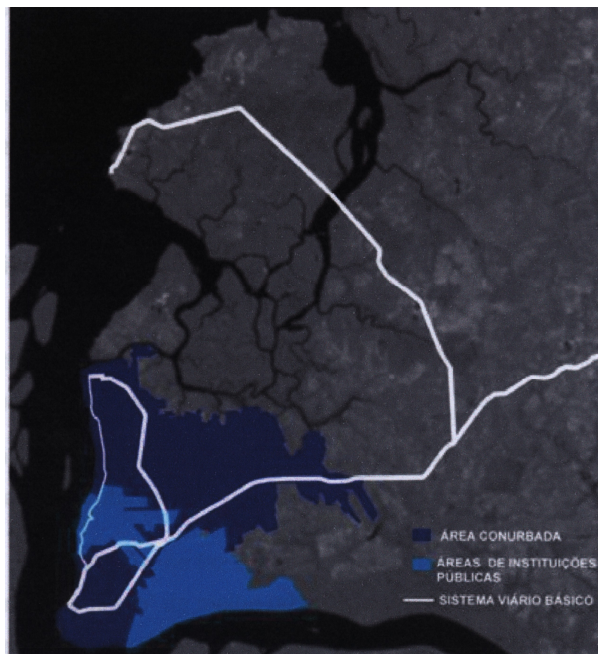 ÁREA CONURBADA
ÁREAS DE INSTITUIÇÕES
PÚBLICAS
SISTEMA VIÁRIO BÁSICO